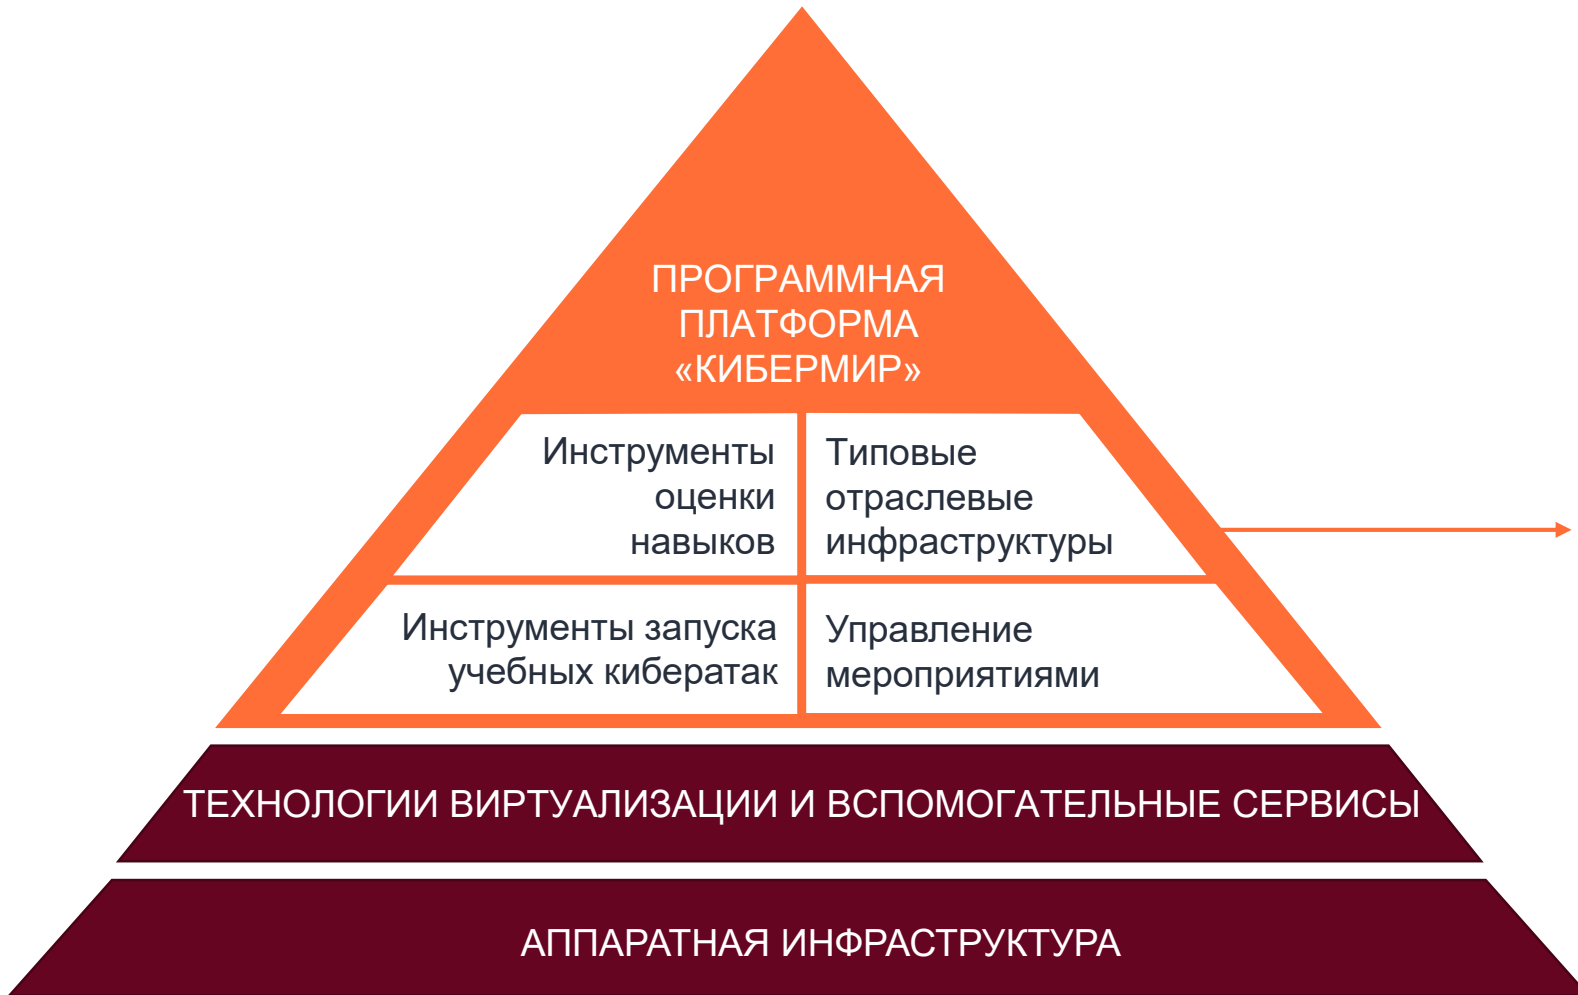 ПРОГРАММНАЯ
ПЛАТФОРМА
«КИБЕРМИР»
Инструменты
оценки
навыков
Типовые
отраслевые
инфраструктуры
Инструменты запуска
учебных кибератак
Управление
мероприятиями
ТЕХНОЛОГИИ ВИРТУАЛИЗАЦИИ И ВСПОМОГАТЕЛЬНЫЕ СЕРВИСЫ
АППАРАТНАЯ ИНФРАСТРУКТУРА